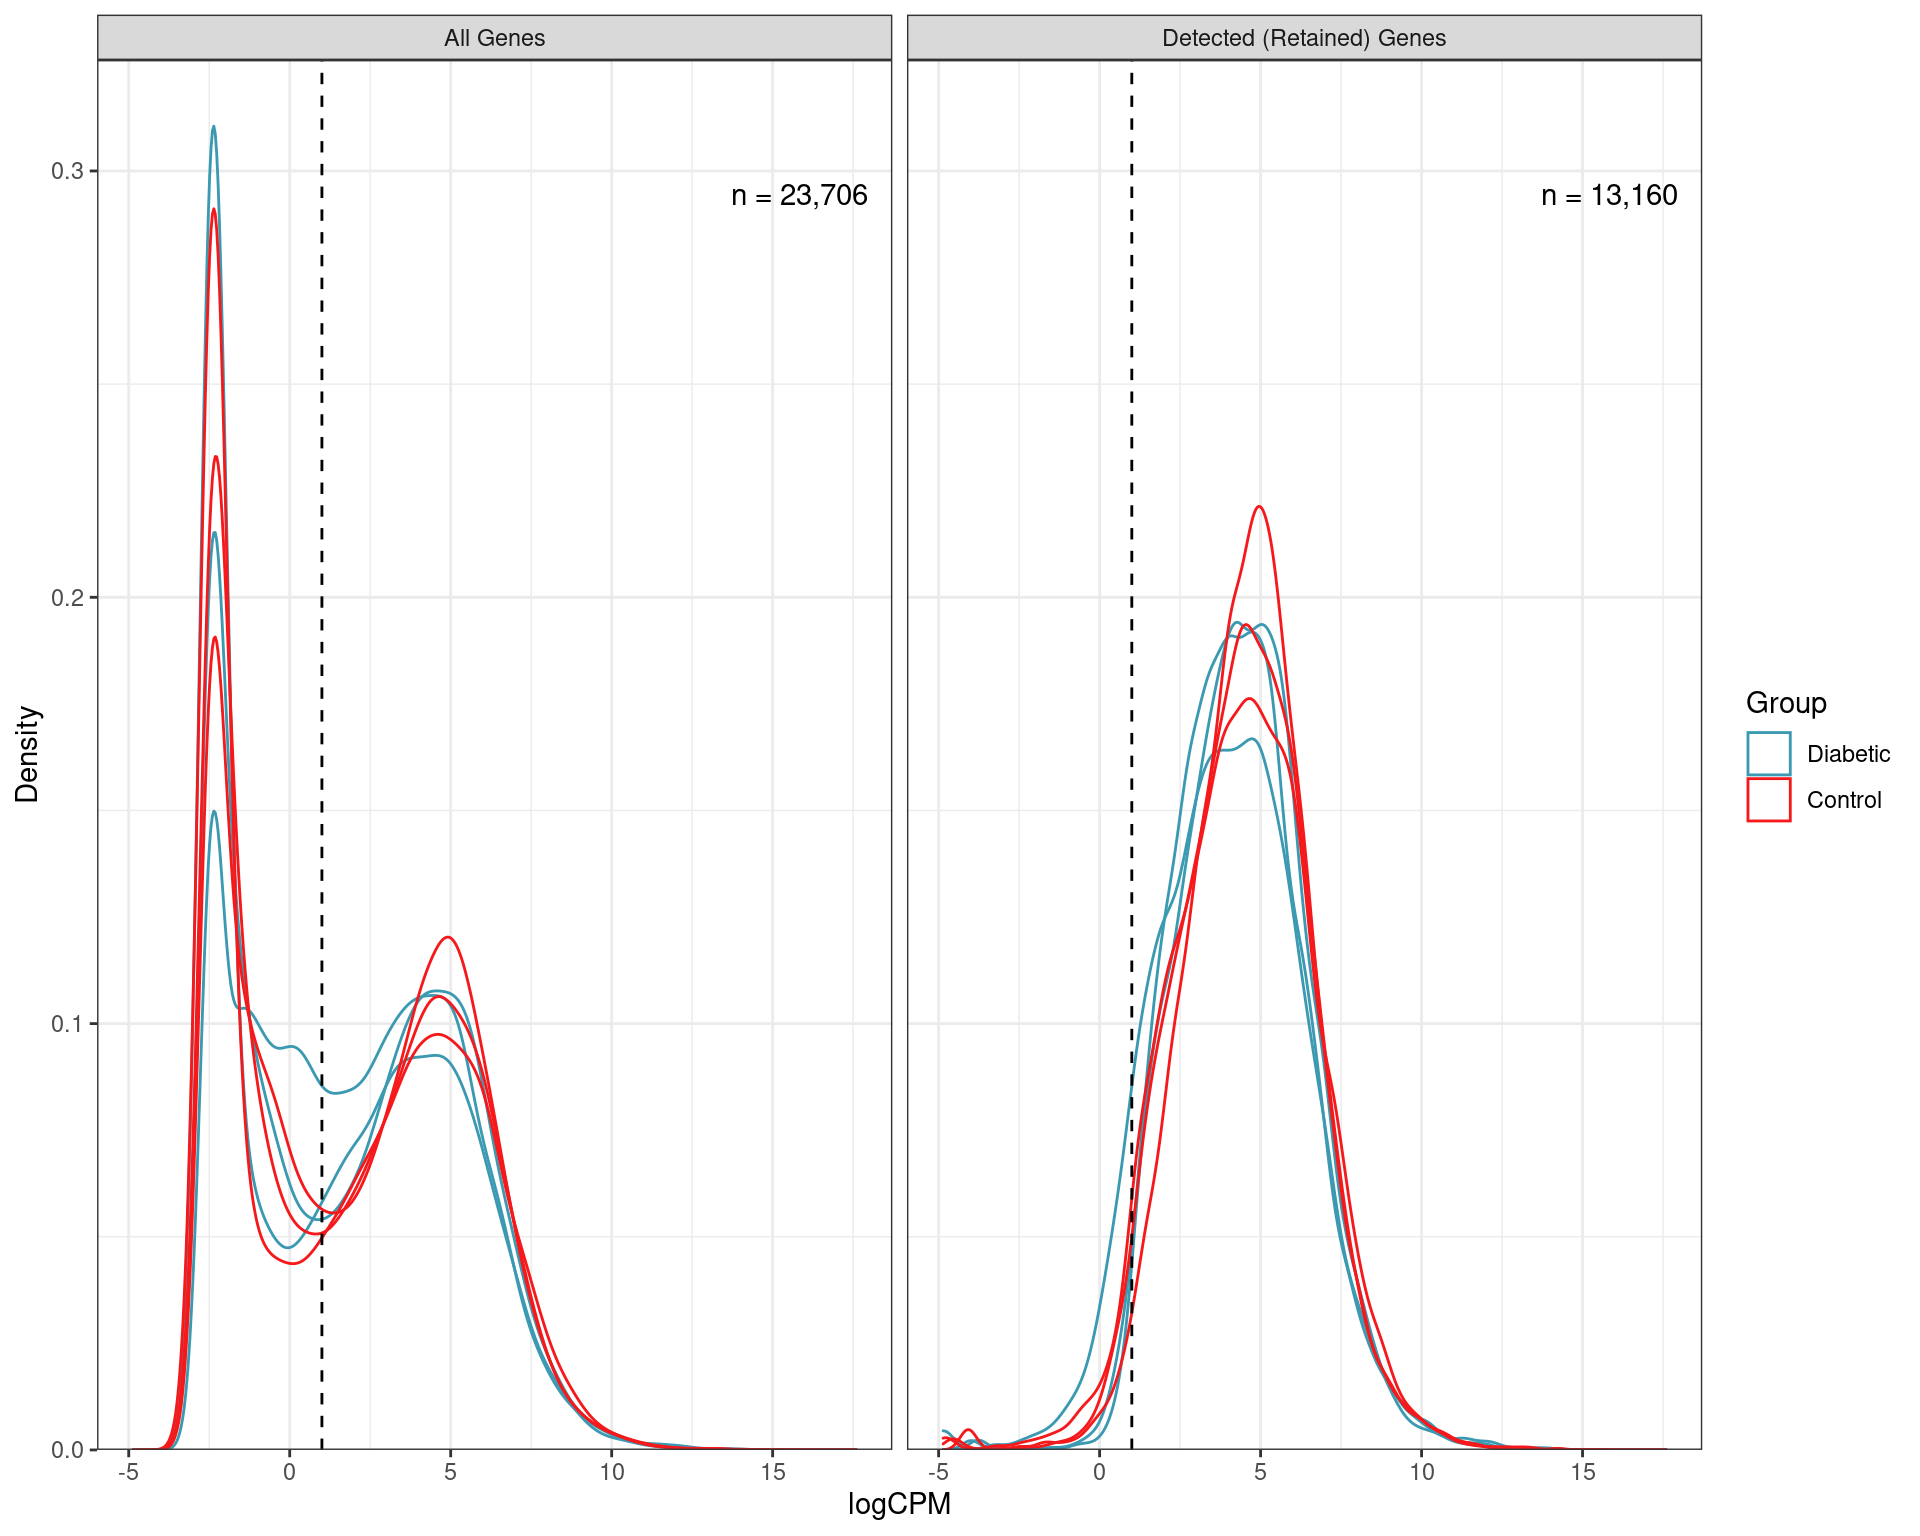 All Genes
Detected (Retained) Genes
n = 23,706
n = 13,160
0.3
0.2
0.1
0.0
Density
-5 0 5 10 15
-5 0 5 10 15
logCPM
Group
Diabetic
Control